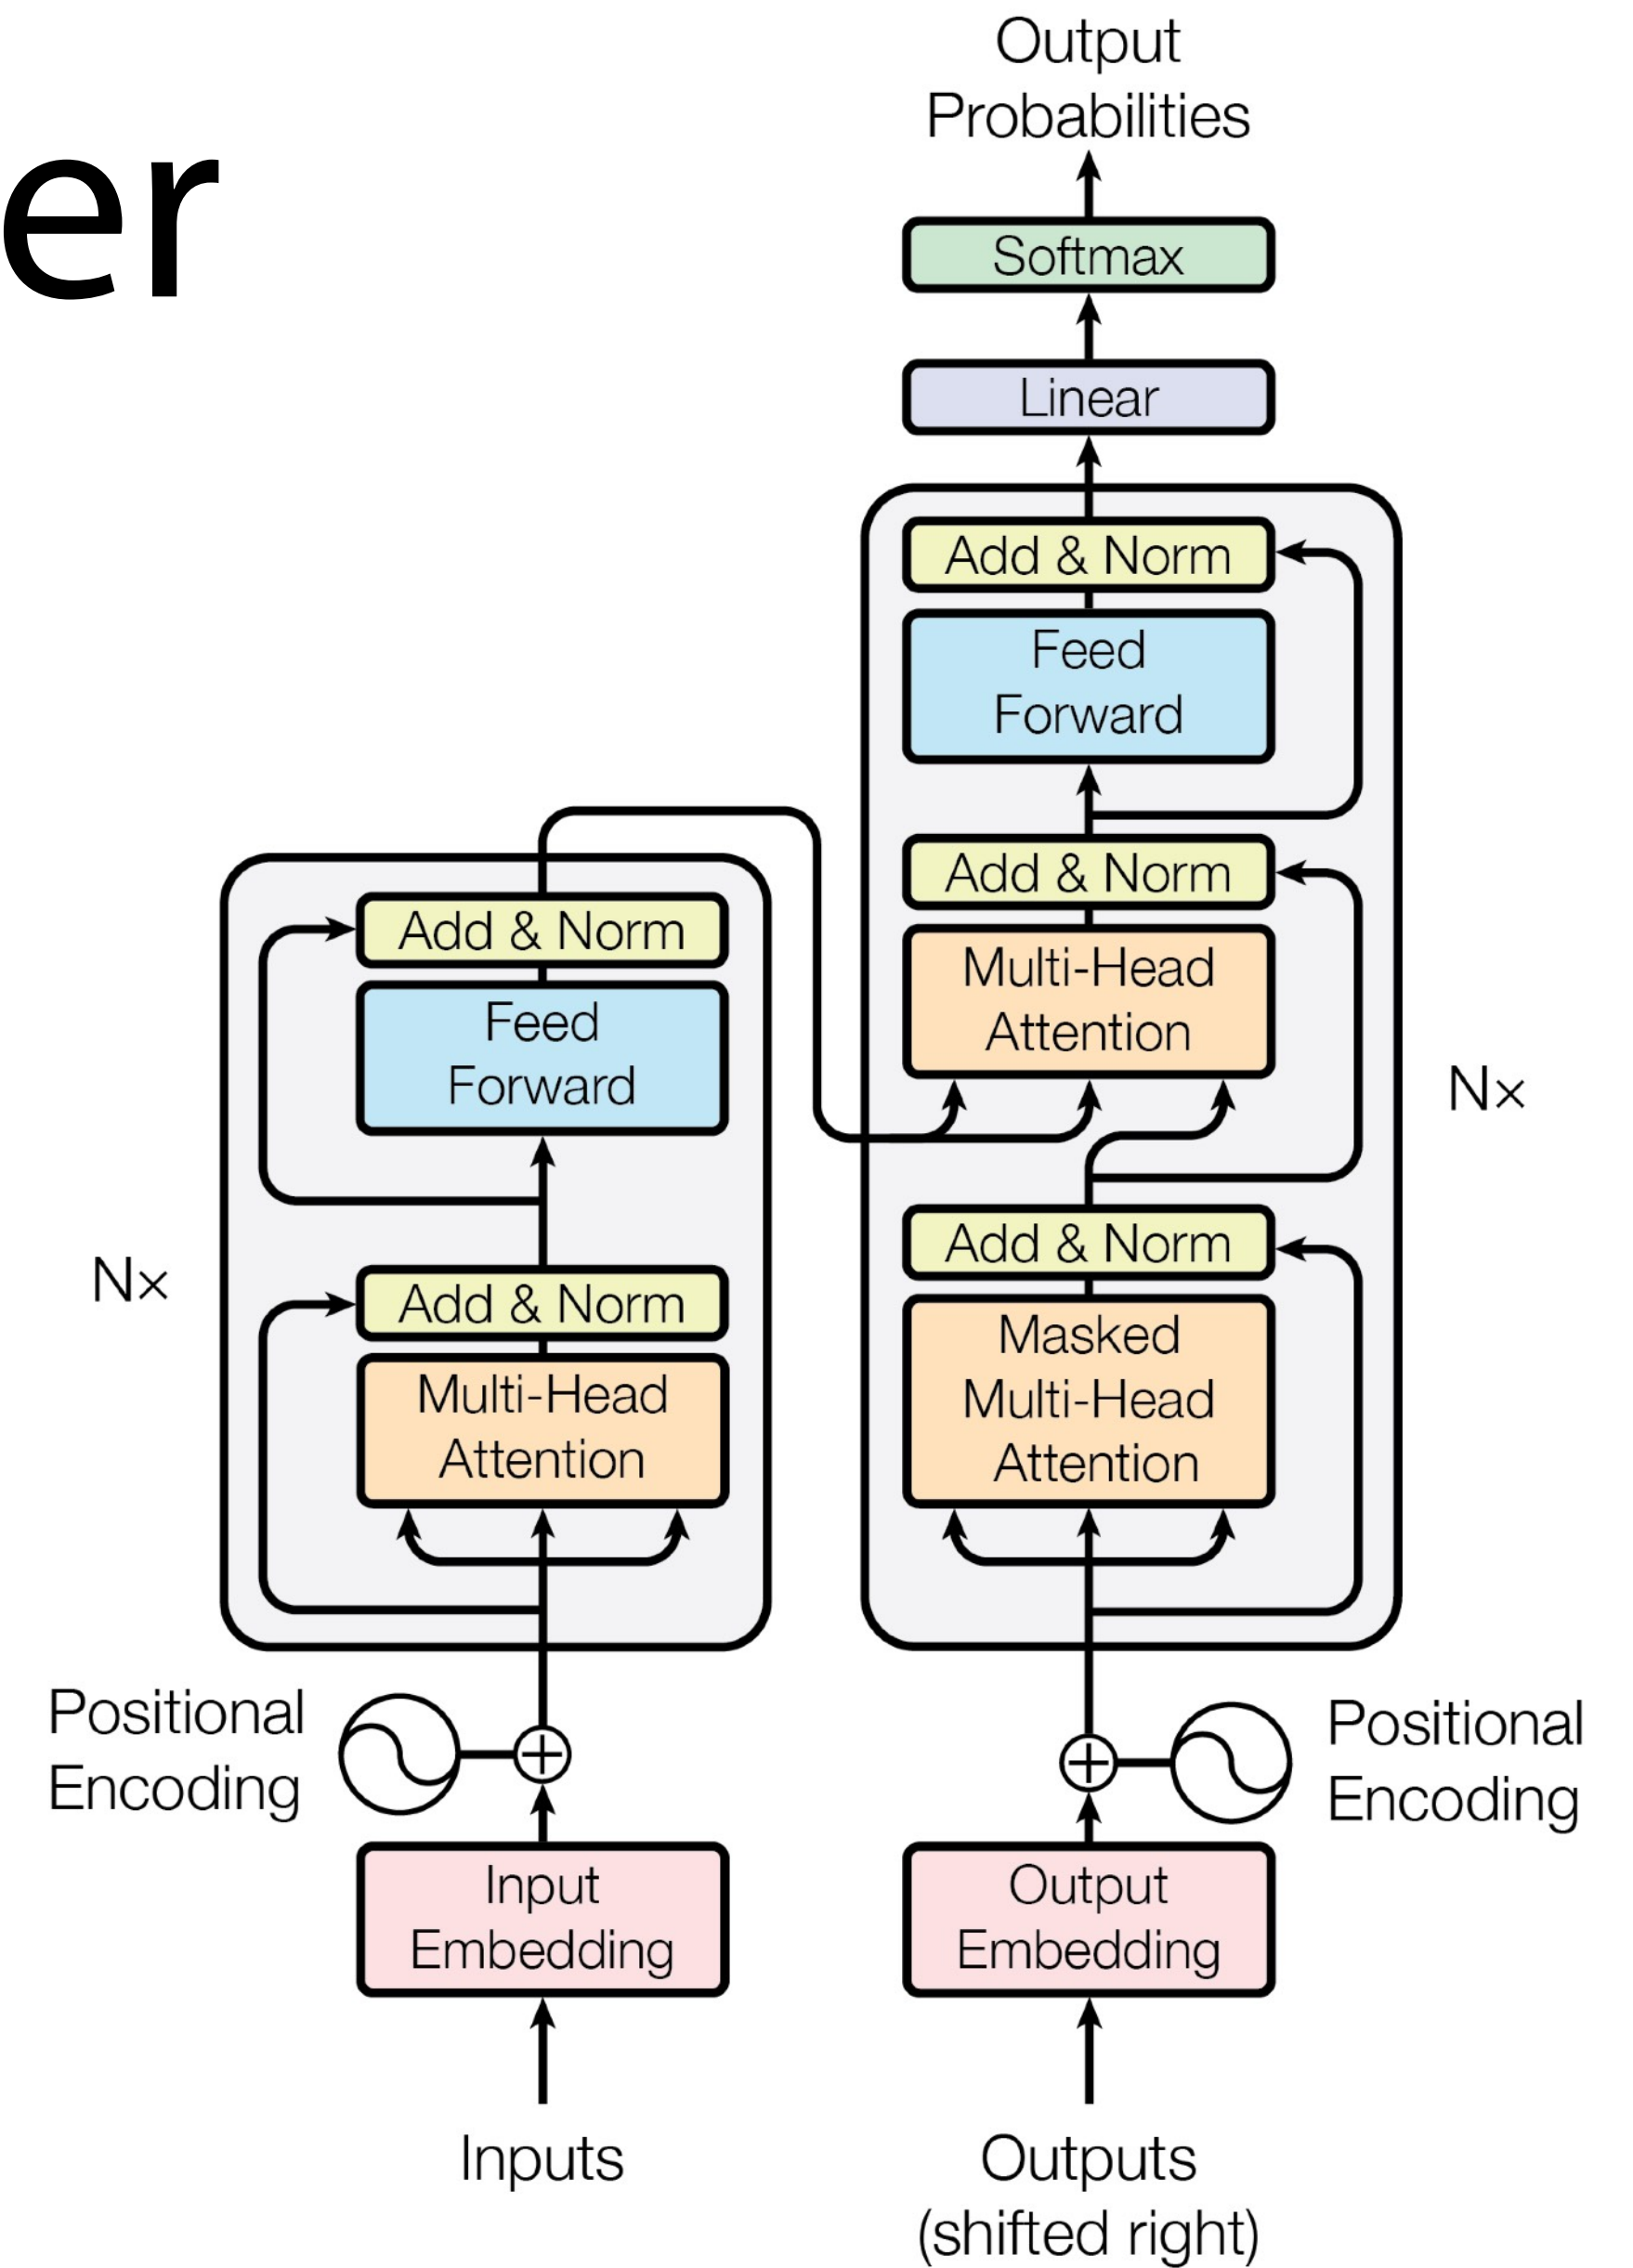 er
Output
Probabilities
Softmax
Linear
Add & Norm
Feed
Forward
Add & Norm
Multi-Head
Attention
Nx
Add & Norm
Masked
Multi-Head
Attention
Add & Norm
Feed
Forward
Nx
Add & Norm
Multi-Head
Attention
Positional
Encoding
Positional
Encoding
Input
Embedding
Output
Embedding
Inputs
Outputs
(shifted right)